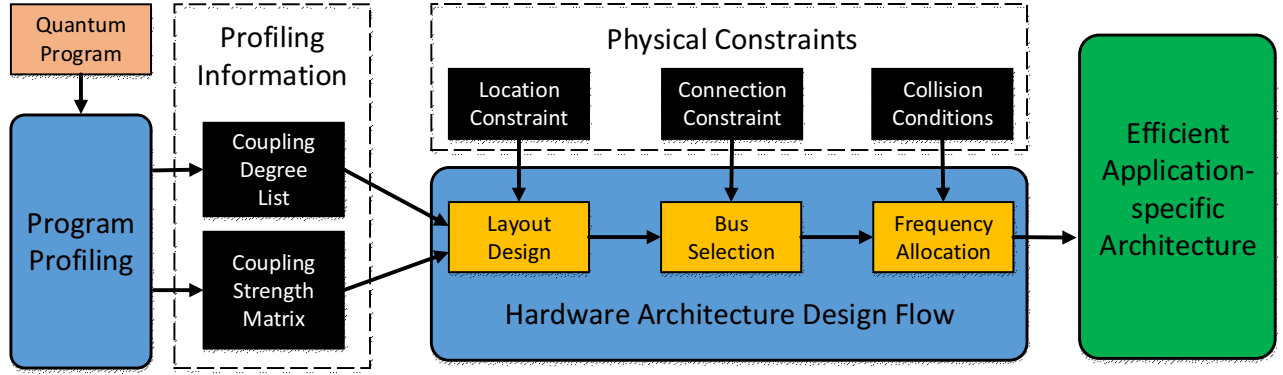 Quantum
Program
Program
Profiling
Profiling
Information
Coupling
Degree
List
Coupling
Strength
Matrix
Physical Constraints
Location
Constraint
Connection
Constraint
Collision
Conditions
Layout
Design
Bus
Selection
Frequency
Allocation
Hardware Architecture Design Flow
Efficient
Application-
specific
Architecture